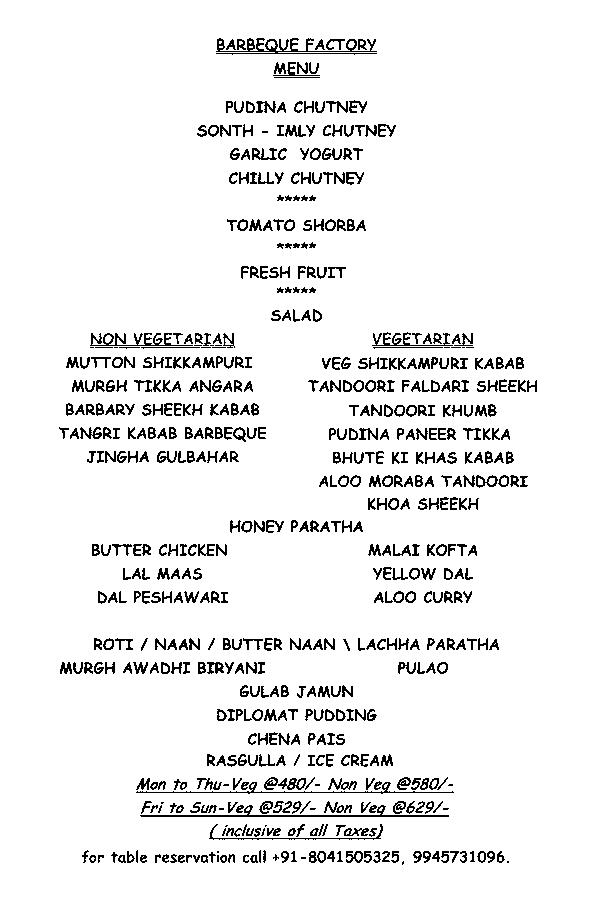 BARBEQUE FACTORY
MENU
PUDINA CHUTNEY
SONTH - IMLY CHUTNEY
GARLIC YOGURT
CHILLY CHUTNEY
*****
TOMATO SHORBA
*****
FRESH FRUIT
*****
SALAD
NON VEGETARIAN VEGETARIAN
MUTTON SHIKKAMPURI VEG SHIKKAMPURI KABAB
MURGH TIKKA ANGARA TANDOORI FALDARI SHEEKH
BARBARY SHEEKH KABAB TANDOORI KHUMB
TANGRI KABAB BARBEQUE PUDINA PANEER TIKKA
JINGHA GULBAHAR BHUTE KI KHAS KABAB
ALOO MORABA TANDOORI
KHOA SHEEKH
HONEY PARATHA
BUTTER CHICKEN MALAI KOFTA
LAL MAAS YELLOW DAL
DAL PESHAWARI ALOO CURRY
ROTI / NAAN / BUTTER NAAN \ LACHHA PARATHA
MURGH AWADHI BIRYANI PULAO
GULAB JAMUN
DIPLOMAT PUDDING
CHENA PAIS
RASGULLA / ICE CREAM
Mon to Thu-Veg @480/- Non Veg @580/-
Fri to Sun-Veg @529/- Non Veg @629/-
( inclusive of all Taxes)
for table reservation call +91-8041505325, 9945731096.